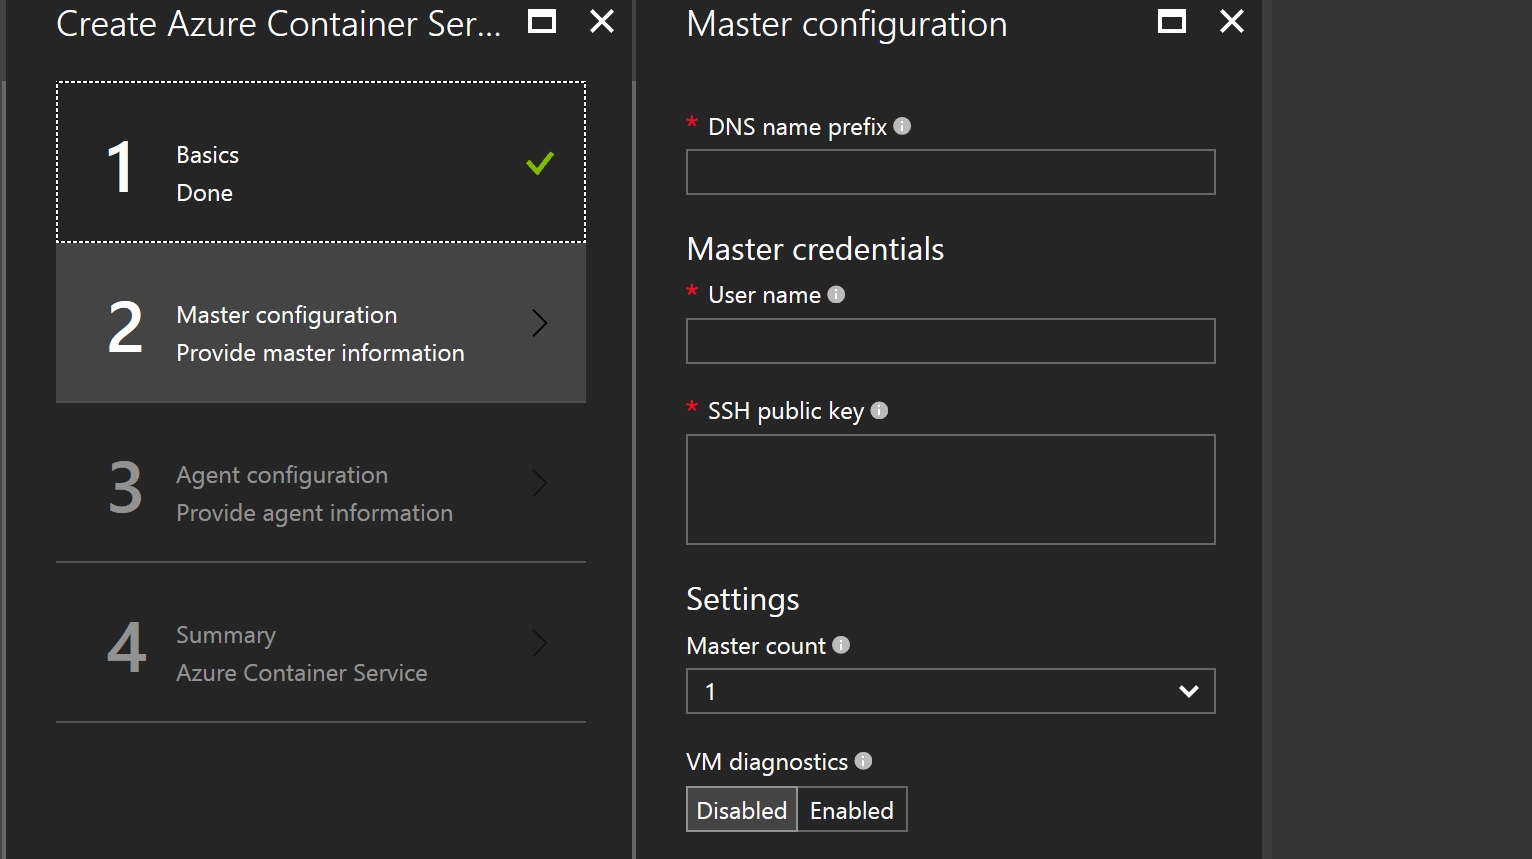 Create Azure Container Ser...
1
Basics
Done
2
Master configuration
Provide master information
3
Agent configuration
Provide agent information
4
Summary
Azure Container Service
Master configuration
* DNS name prefix
Master credentials
* User name
* SSH public key
Settings
Master count
1
VM diagnostics
Disabled Enabled